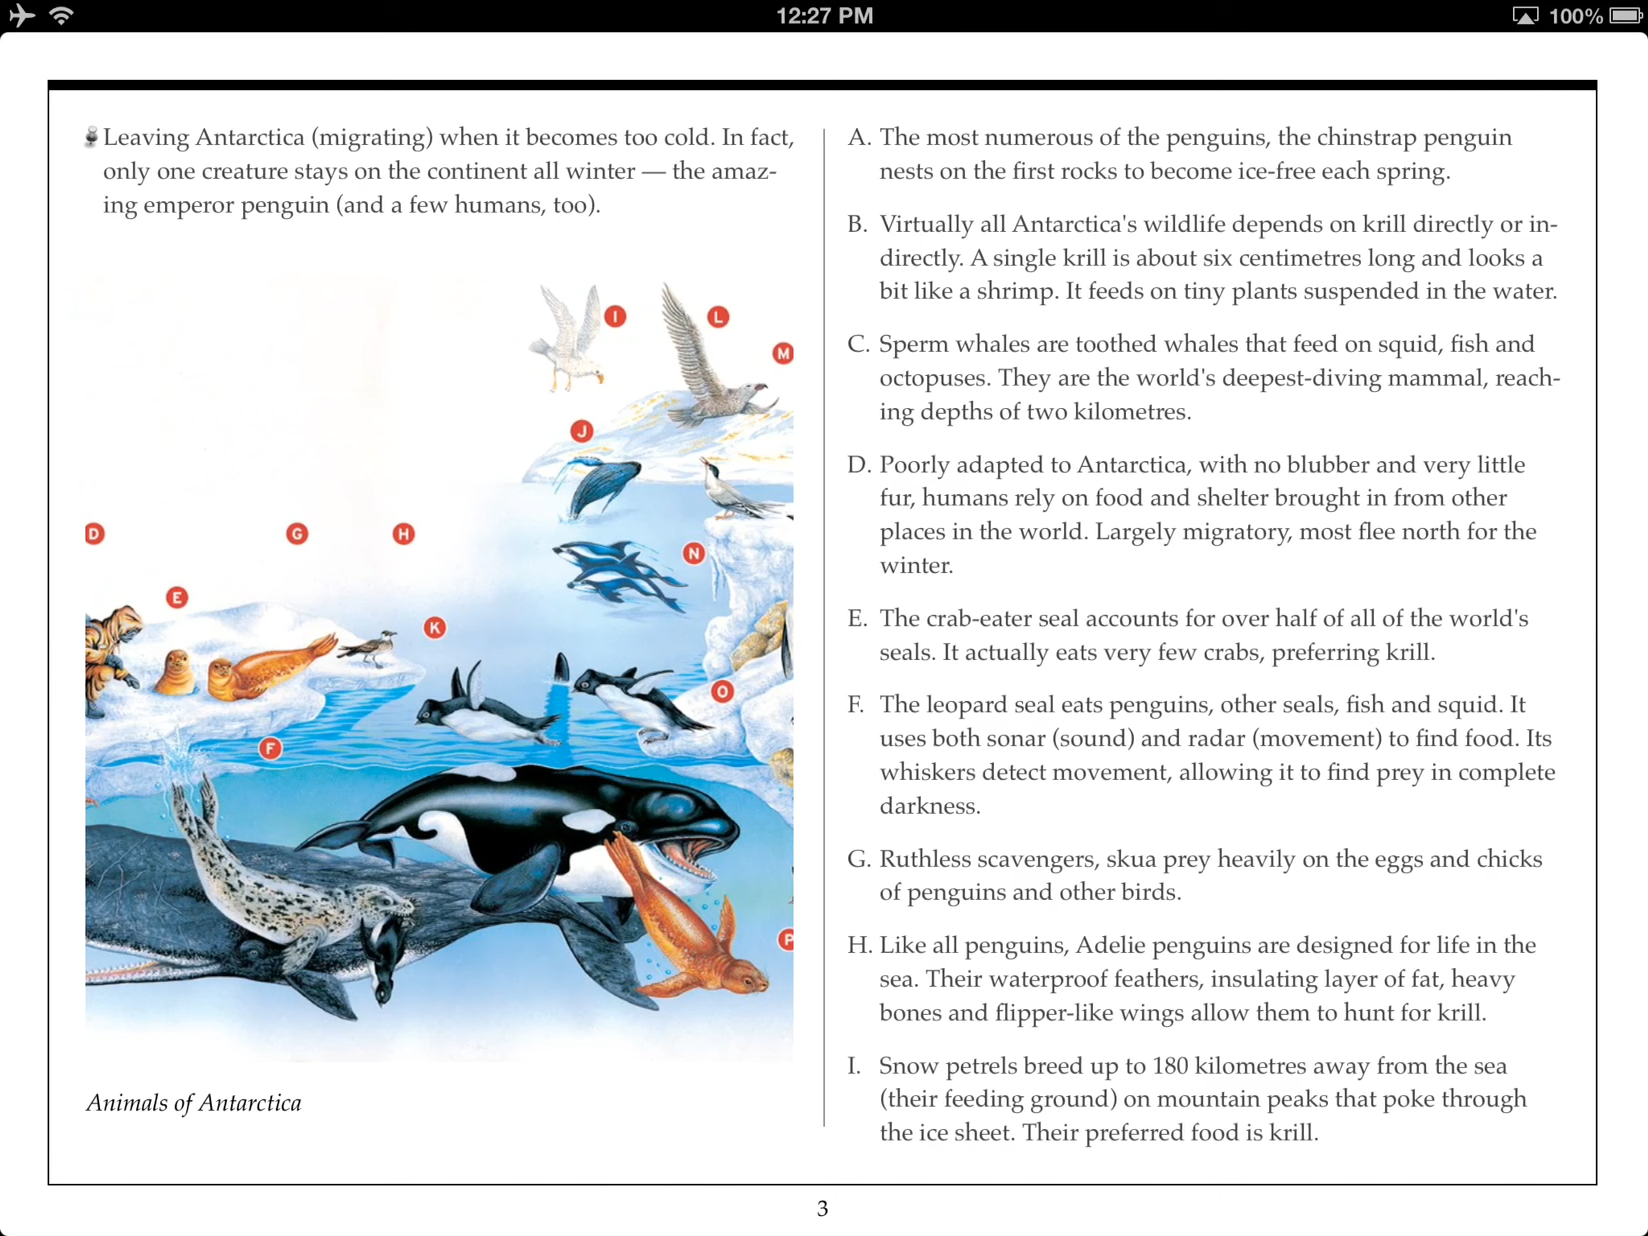 12:27 PM
100%
Leaving Antarctica (migrating) when it becomes too cold. In fact,
only one creature stays on the continent all winter — the amaz-
ing emperor penguin (and a few humans, too).
I
L
M
J
D
G
H
N
E
K
O
F
P
Animals of Antarctica
A. The most numerous of the penguins, the chinstrap penguin
nests on the first rocks to become ice-free each spring.
B. Virtually all Antarctica's wildlife depends on krill directly or in-
directly. A single krill is about six centimetres long and looks a
bit like a shrimp. It feeds on tiny plants suspended in the water.
C. Sperm whales are toothed whales that feed on squid, fish and
octopuses. They are the world's deepest-diving mammal, reach-
ing depths of two kilometres.
D. Poorly adapted to Antarctica, with no blubber and very little
fur, humans rely on food and shelter brought in from other
places in the world. Largely migratory, most flee north for the
winter.
E. The crab-eater seal accounts for over half of all of the world's
seals. It actually eats very few crabs, preferring krill.
F. The leopard seal eats penguins, other seals, fish and squid. It
uses both sonar (sound) and radar (movement) to find food. Its
whiskers detect movement, allowing it to find prey in complete
darkness.
G. Ruthless scavengers, skua prey heavily on the eggs and chicks
of penguins and other birds.
H. Like all penguins, Adelie penguins are designed for life in the
sea. Their waterproof feathers, insulating layer of fat, heavy
bones and flipper-like wings allow them to hunt for krill.
I. Snow petrels breed up to 180 kilometres away from the sea
(their feeding ground) on mountain peaks that poke through
the ice sheet. Their preferred food is krill.
3